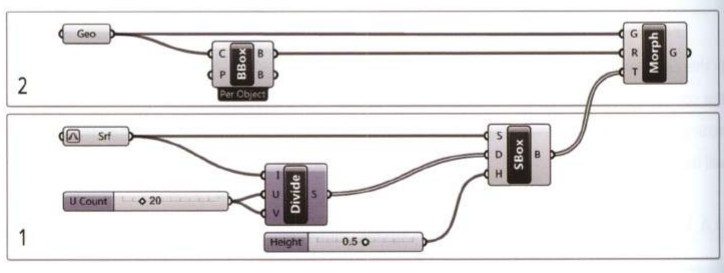 Geo
C
P
BBox
B
B
Per Object
G
R
T
Morph
G
2
Srf
S
D
H
SBox
B
I
U
V
Divide
S
U Count
20
Height
0.5
1